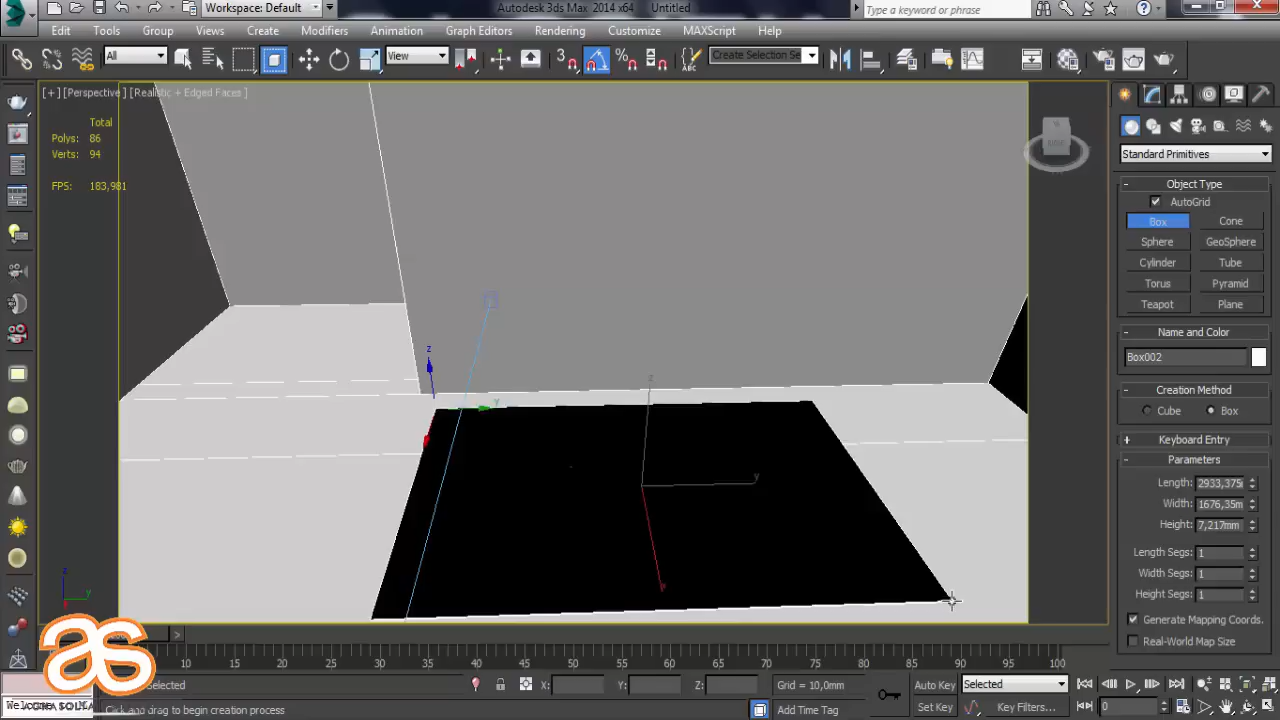 Workspace: Default
Autodesk 3ds Max 2014 x64 Untitled
Type a keyword or phrase
Edit Tools Group Views Create Modifiers Animation Graph Editors Rendering Customize MAXScript Help
All
View
3
Create Selection Se
[+] [Perspective ] [Realistic + Edged Faces ]
Total
Polys: 86
Verts: 94
FPS: 183,981
z
y
z
y
x
z
y
Standard Primitives
- Object Type
AutoGrid
Box Cone
Sphere GeoSphere
Cylinder Tube
Torus Pyramid
Teapot Plane
- Name and Color
Box002
- Creation Method
Cube Box
+ Keyboard Entry
- Parameters
Length: 2933,375
Width: 1676,35m
Height: 7,217mm
Length Segs: 1
Width Segs: 1
Height Segs: 1
Generate Mapping Coords.
Real-World Map Size
as
10 15 20 25 30 35 40 45 50 55 60 65 70 75 80 85 90 95 100
Selected
X: Y: Z:
Grid = 10,0mm
Auto Key
Selected
Click and drag to begin creation process
Add Time Tag
Set Key
Key Filters...
0